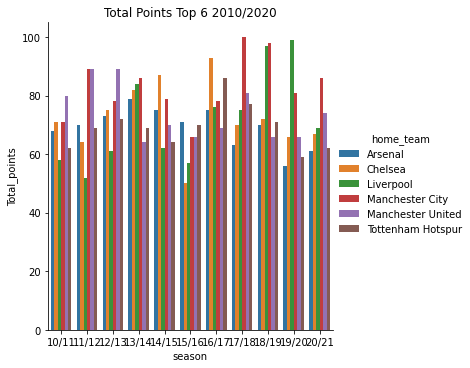 Total Points Top 6 2010/2020
100
80
60
40
20
0
Total_points
10/11 11/12 12/13 13/14 14/15 15/16 16/17 17/18 18/19 19/20 20/21
season
home_team
Arsenal
Chelsea
Liverpool
Manchester City
Manchester United
Tottenham Hotspur